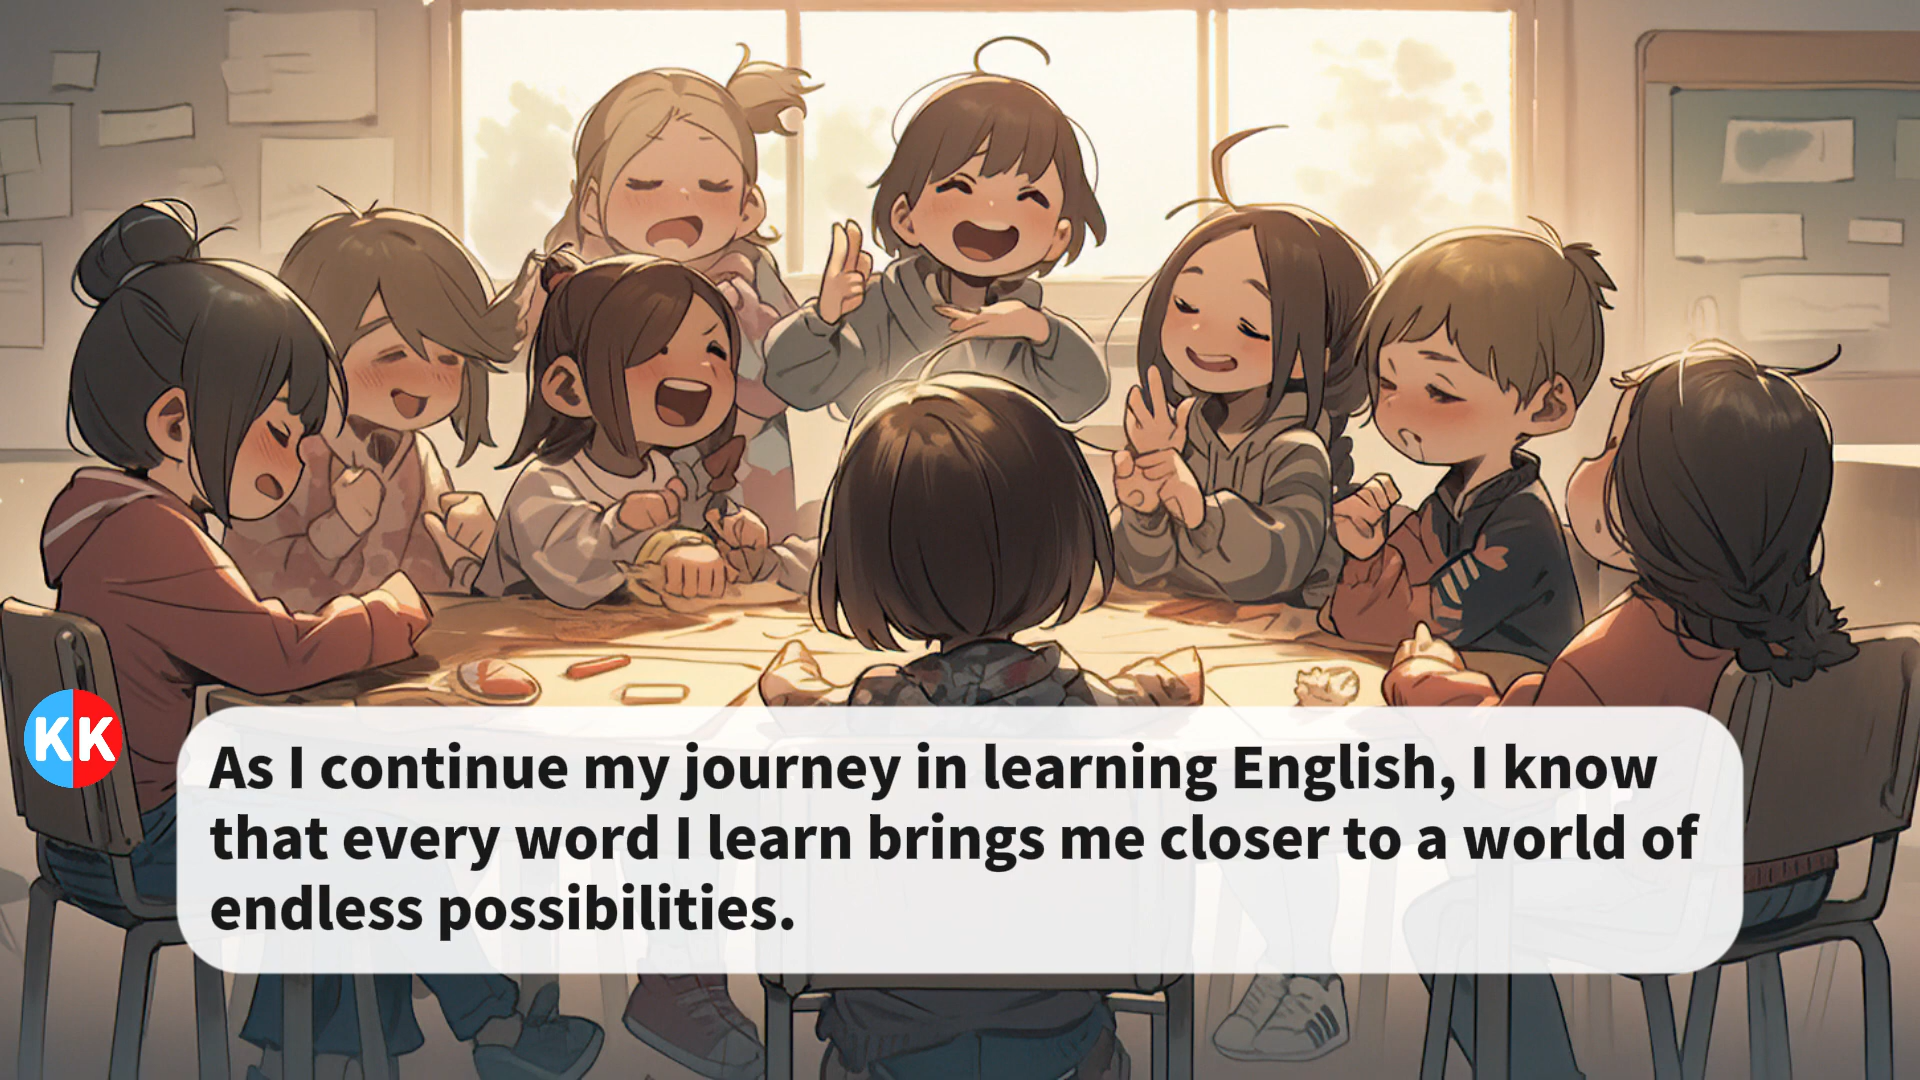 KK
As I continue my journey in learning English, I know
that every word I learn brings me closer to a world of
endless possibilities.